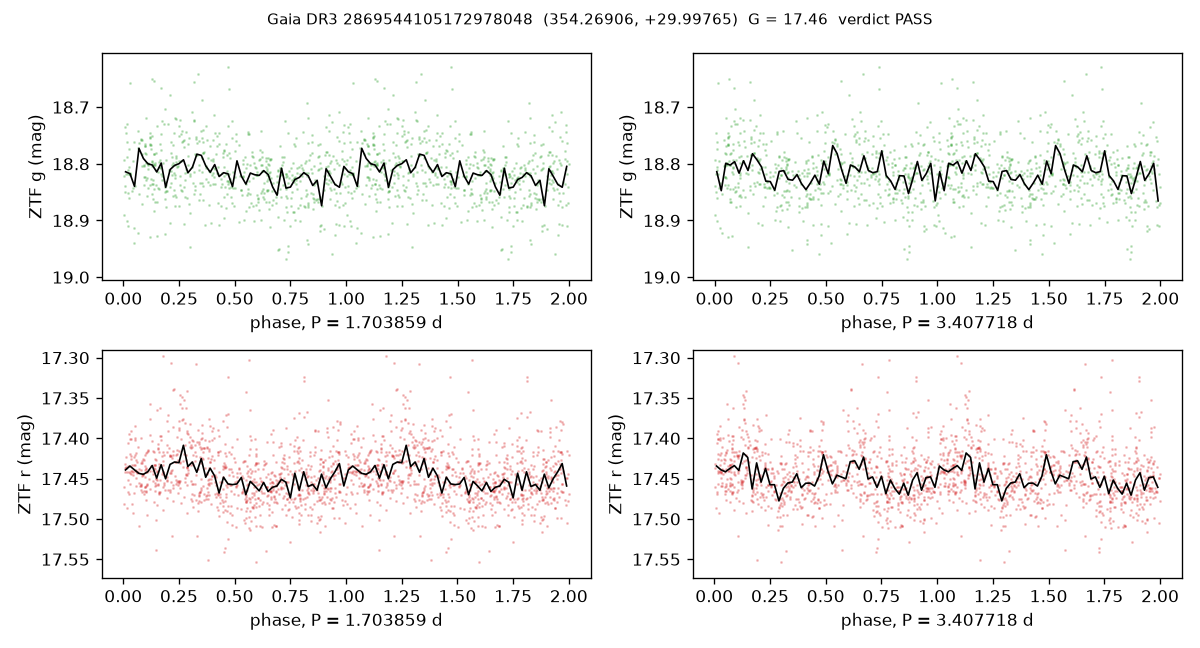 Gaia DR3 2869544105172978048  (354.26906, +29.99765)  G = 17.46  verdict PASS
ZTF g (mag)
18.7
18.8
18.9
19.0
0.00 0.25 0.50 0.75 1.00 1.25 1.50 1.75 2.00
phase, P = 1.703859 d
ZTF g (mag)
18.7
18.8
18.9
19.0
0.00 0.25 0.50 0.75 1.00 1.25 1.50 1.75 2.00
phase, P = 3.407718 d
ZTF r (mag)
17.30
17.35
17.40
17.45
17.50
17.55
0.00 0.25 0.50 0.75 1.00 1.25 1.50 1.75 2.00
phase, P = 1.703859 d
ZTF r (mag)
17.30
17.35
17.40
17.45
17.50
17.55
0.00 0.25 0.50 0.75 1.00 1.25 1.50 1.75 2.00
phase, P = 3.407718 d